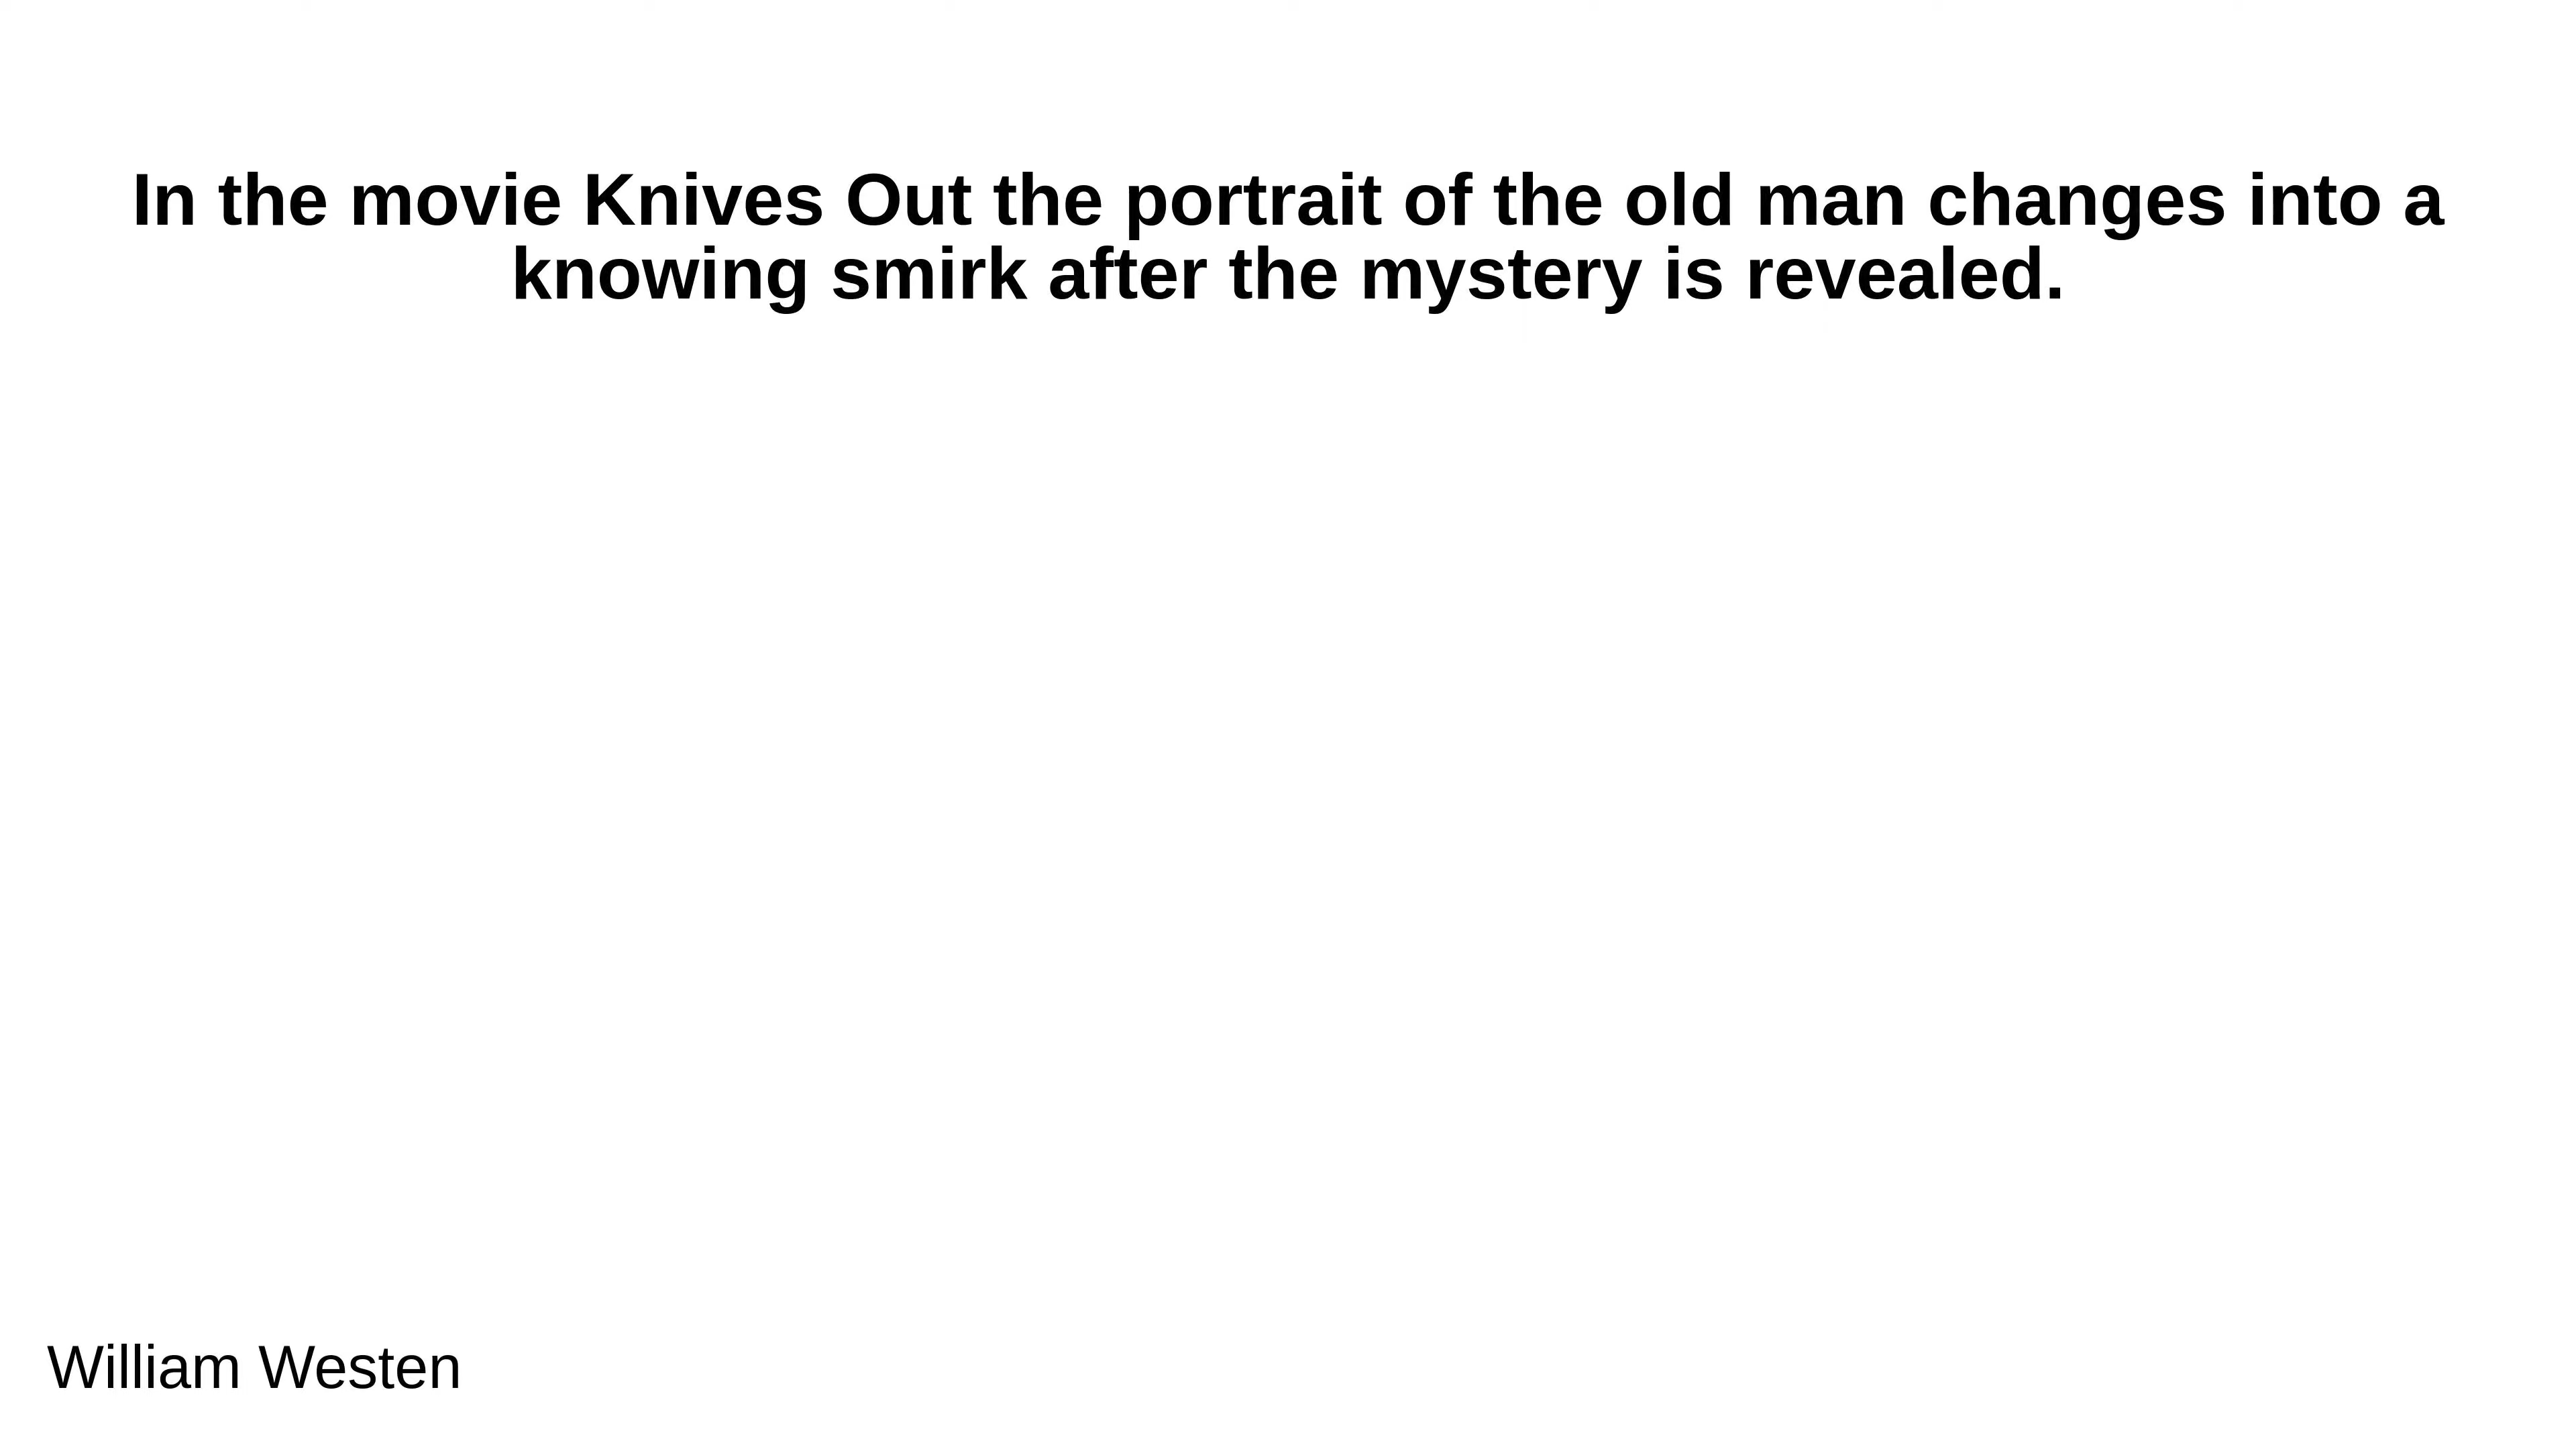 In the movie Knives Out the portrait of the old man changes into a
knowing smirk after the mystery is revealed.
William Westen